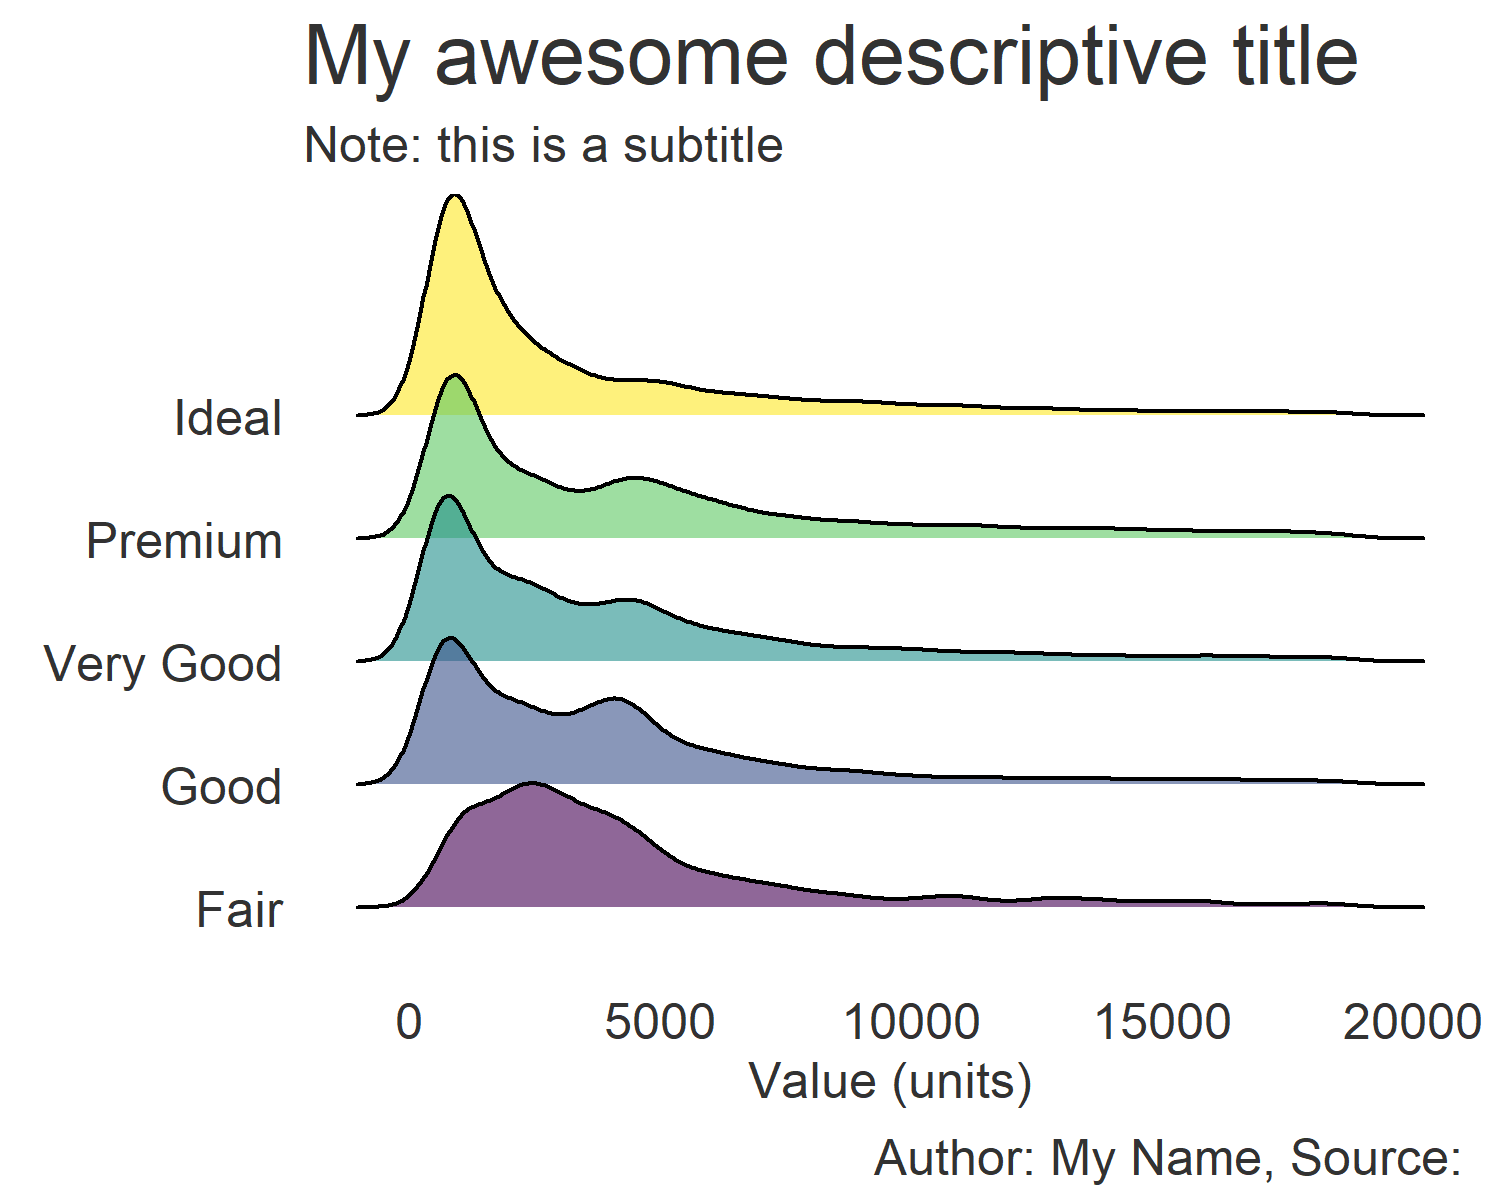 My awesome descriptive title
Note: this is a subtitle
Ideal
Premium
Very Good
Good
Fair
0 5000 10000 15000 20000
Value (units)
Author: My Name, Source: